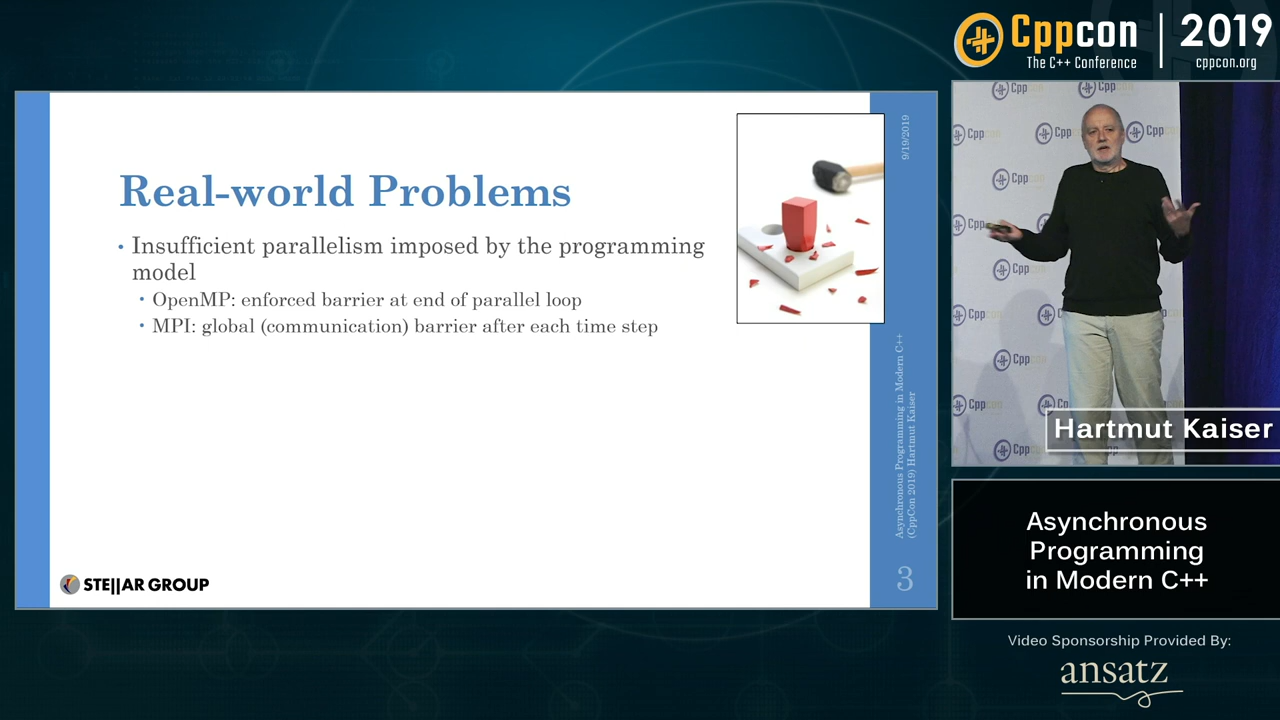 Cppcon
The C++ Conference
2019
cppcon.org
Real-world Problems
• Insufficient parallelism imposed by the programming
model
• OpenMP: enforced barrier at end of parallel loop
• MPI: global (communication) barrier after each time step
9/19/2019
Asynchronous Programming in Modern C++
(CppCon 2019) Hartmut Kaiser
3
STE||AR GROUP
Hartmut Kaiser
Asynchronous
Programming
in Modern C++
Video Sponsorship Provided By:
ansatz